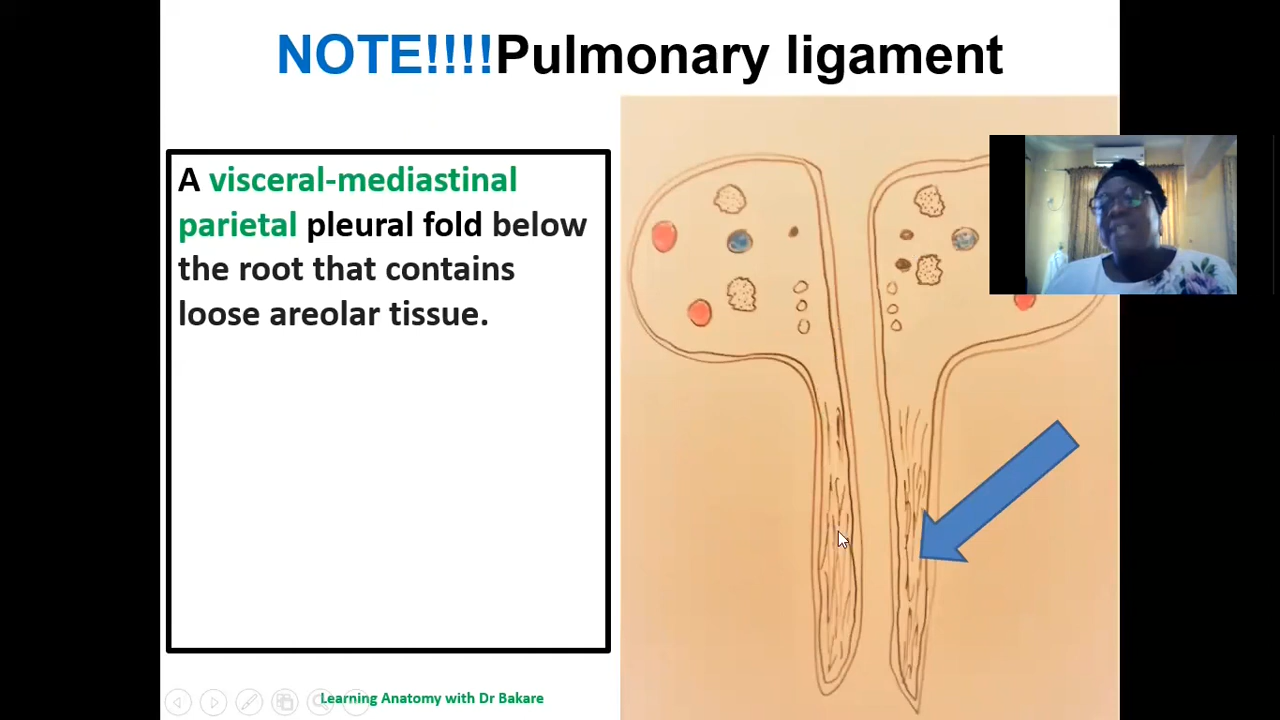 NOTE!!!!Pulmonary ligament
A visceral-mediastinal
parietal pleural fold below
the root that contains
loose areolar tissue.
Learning Anatomy with Dr Bakare